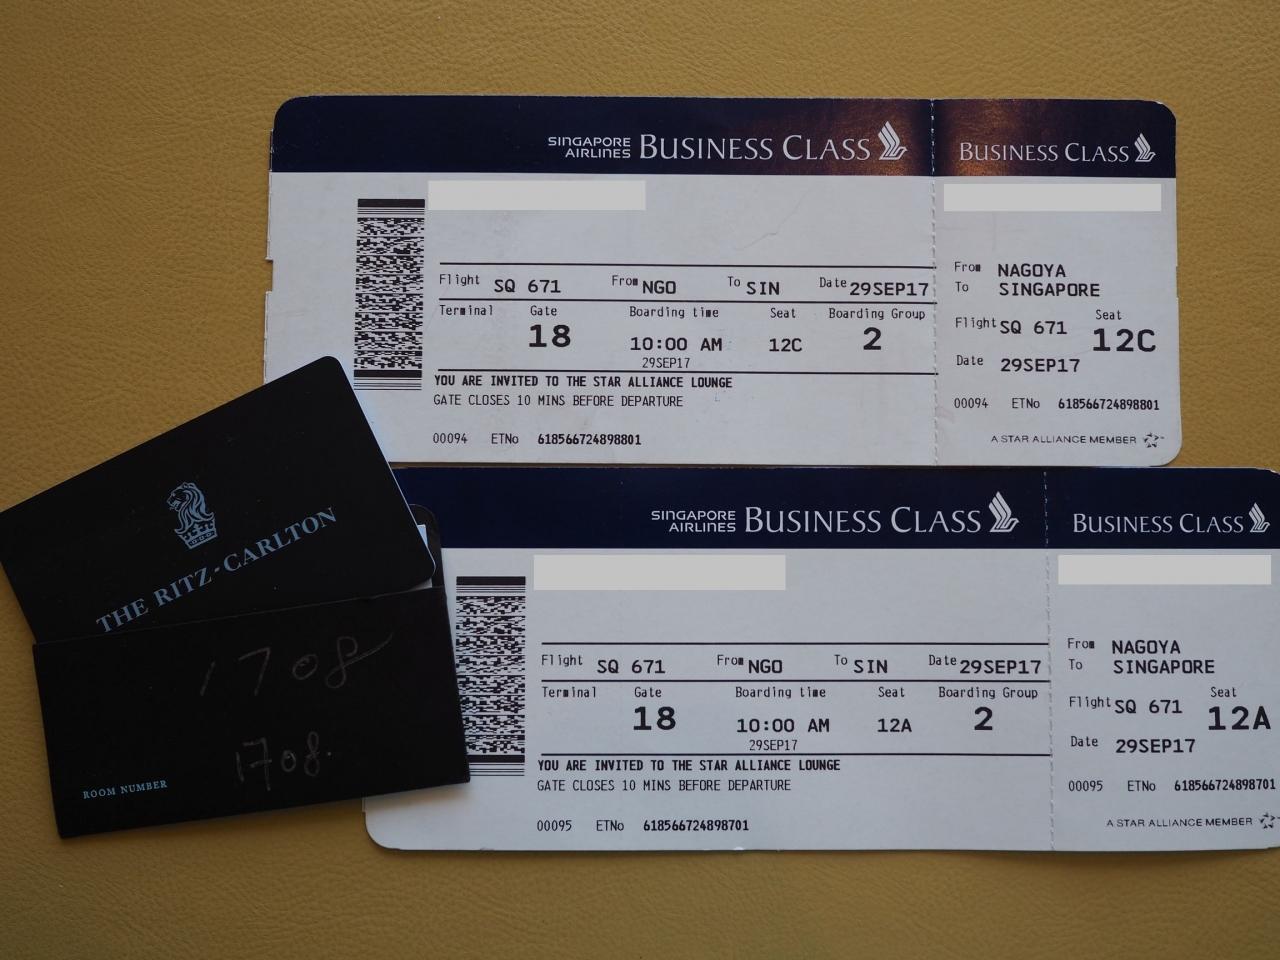 SINGAPORE AIRLINES BUSINESS CLASS
BUSINESS CLASS
Flight SQ 671 From NGO To SIN Date 29SEP17
Terminal Gate Boarding time Seat Boarding Group
18 10:00 AM 12C 2
29SEP17
YOU ARE INVITED TO THE STAR ALLIANCE LOUNGE
GATE CLOSES 10 MINS BEFORE DEPARTURE
00094 ETNo 618566724898801
From NAGOYA
To SINGAPORE
Flight SQ 671 Seat 12C
Date 29SEP17
00094 ETNo 618566724898801
A STAR ALLIANCE MEMBER
THE RITZ-CARLTON
1708
1708.
ROOM NUMBER
SINGAPORE AIRLINES BUSINESS CLASS
BUSINESS CLASS
Flight SQ 671 From NGO To SIN Date 29SEP17
Terminal Gate Boarding time Seat Boarding Group
18 10:00 AM 12A 2
29SEP17
YOU ARE INVITED TO THE STAR ALLIANCE LOUNGE
GATE CLOSES 10 MINS BEFORE DEPARTURE
00095 ETNo 618566724898701
From NAGOYA
To SINGAPORE
Flight SQ 671 Seat 12A
Date 29SEP17
00095 ETNo 618566724898701
A STAR ALLIANCE MEMBER